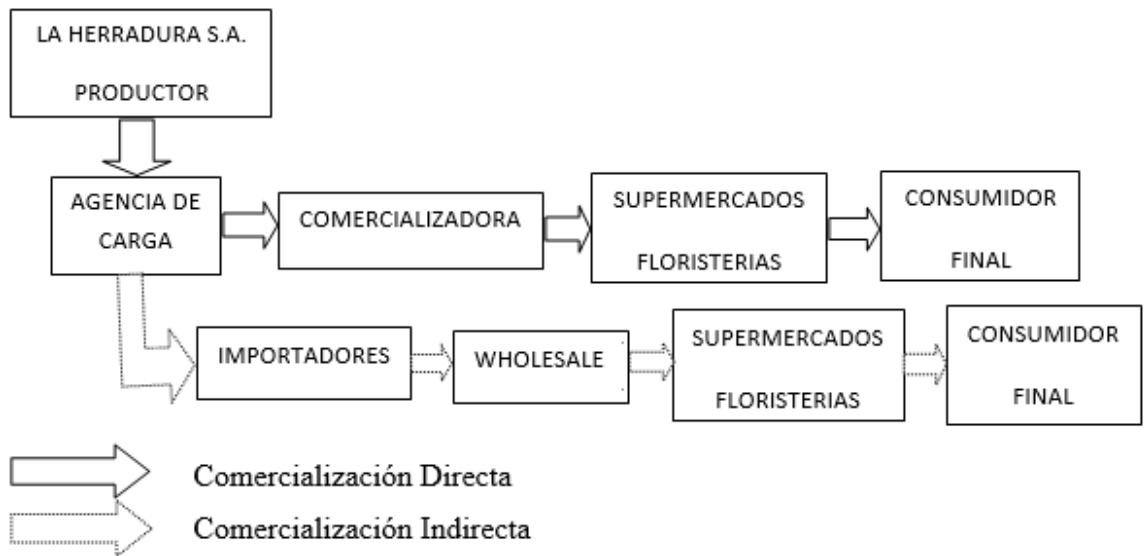 LA HERRADURA S.A.
PRODUCTOR
AGENCIA DE
CARGA
COMERCIALIZADORA
SUPERMERCADOS
FLORISTERIAS
CONSUMIDOR
FINAL
IMPORTADORES
WHOLESALE
SUPERMERCADOS
FLORISTERIAS
CONSUMIDOR
FINAL
Comercialización Directa
Comercialización Indirecta